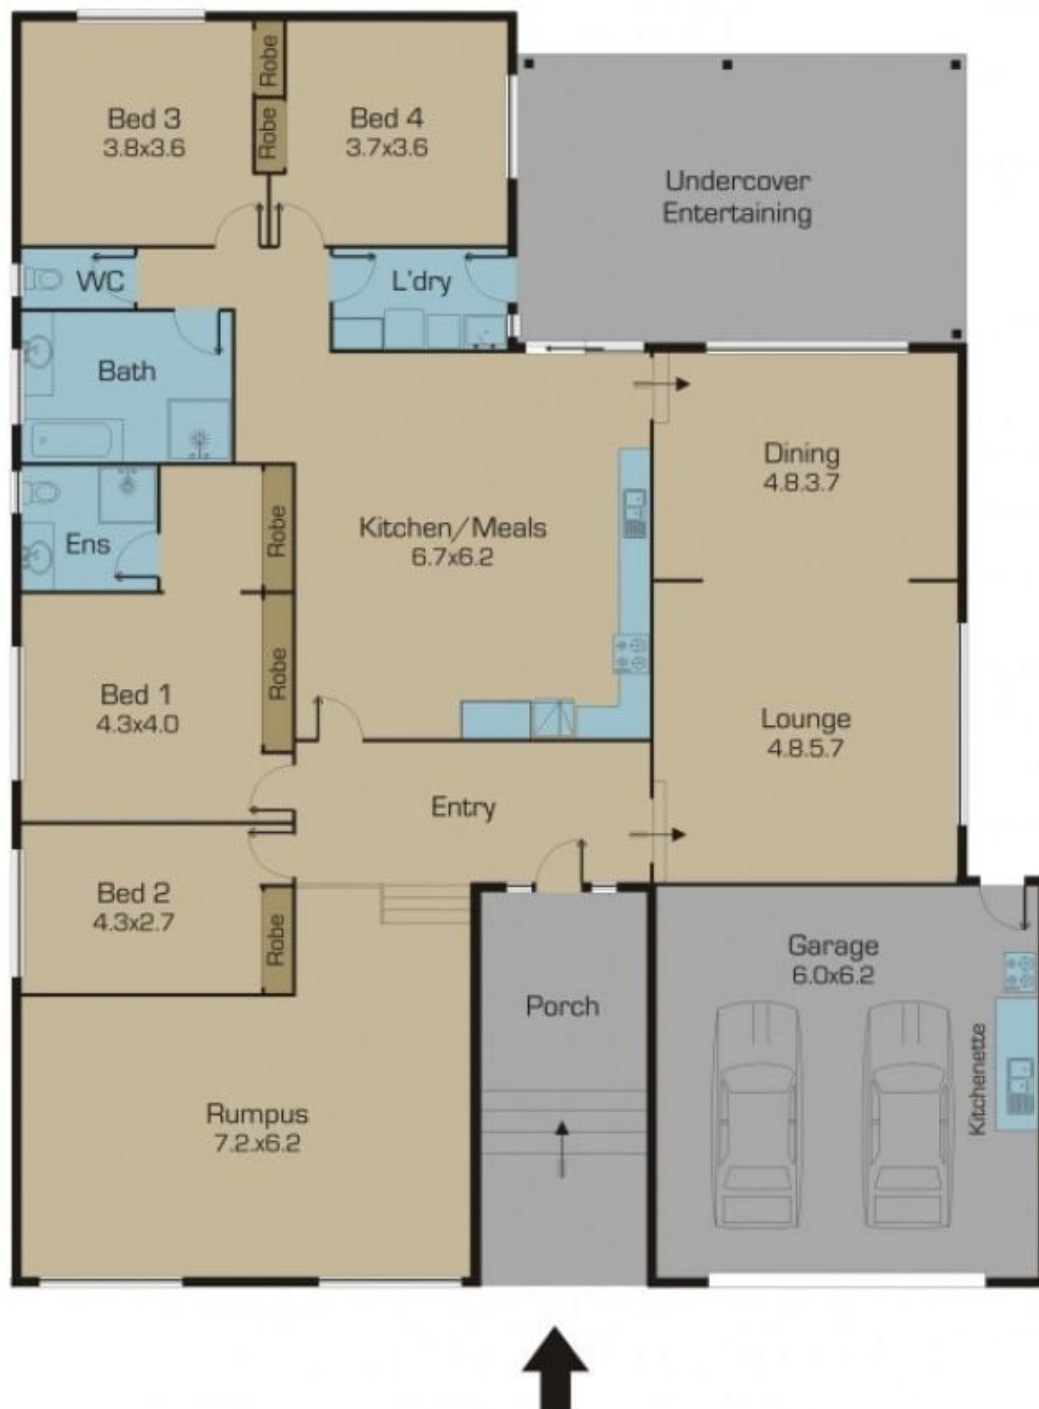 Bed 3
3.8x3.6
Robe
Robe
Bed 4
3.7x3.6
Undercover
Entertaining
WC
L'dry
Bath
Dining
4.8.3.7
Kitchen/Meals
6.7x6.2
Ens
Robe
Robe
Bed 1
4.3x4.0
Lounge
4.8.5.7
Entry
Bed 2
4.3x2.7
Robe
Garage
6.0x6.2
Porch
Kitchenette
Rumpus
7.2.x6.2